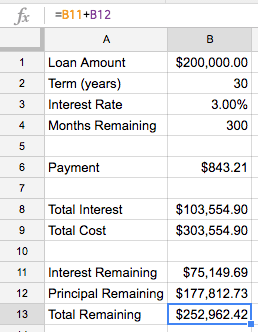 fx =B11+B12
A B
1 Loan Amount $200,000.00
2 Term (years) 30
3 Interest Rate 3.00%
4 Months Remaining 300
5
6 Payment $843.21
7
8 Total Interest $103,554.90
9 Total Cost $303,554.90
10
11 Interest Remaining $75,149.69
12 Principal Remaining $177,812.73
13 Total Remaining $252,962.42